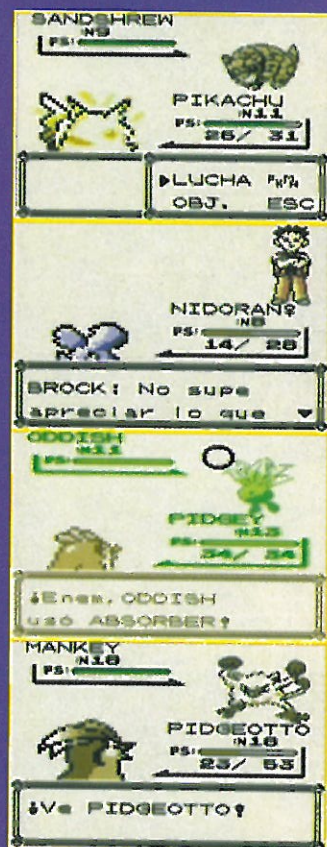 SANDSHREW
:N9
PS:
PIKACHU
:N11
PS:
26/ 31
▶LUCHA PKMN
OBJ. ESC
NIDORAN♀
:N8
PS:
14/ 28
BROCK: No supe
apreciar lo que ▼
ODDISH
:N11
PS:
PIDGEY
:N13
PS:
34/ 34
¡Enem. ODDISH
usó ABSORBER!
MANKEY
:N18
PS:
PIDGEOTTO
:N18
PS:
23/ 53
¡Ve PIDGEOTTO!